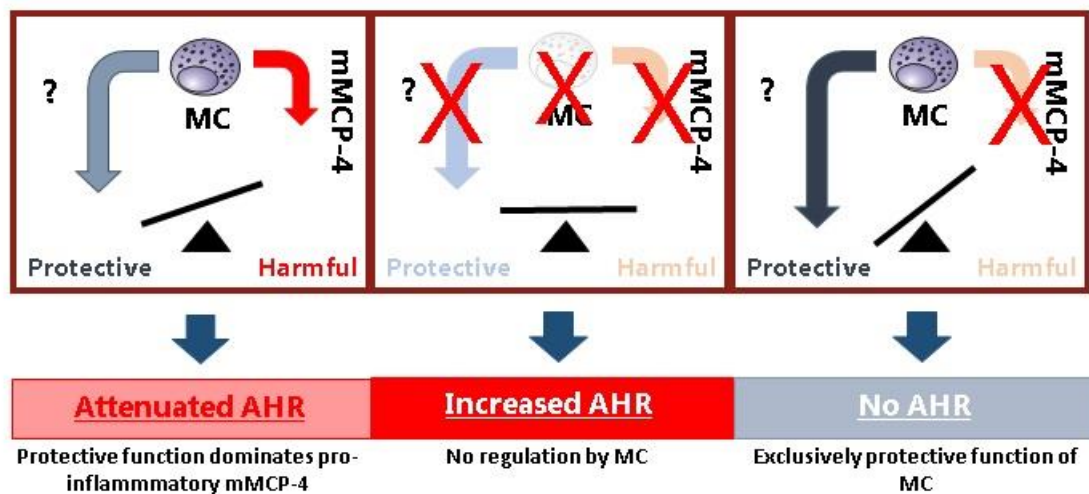 ?
MC
mMCP-4
Protective
Harmful
?
MC
mMCP-4
Protective
Harmful
?
MC
mMCP-4
Protective
Harmful
Attenuated AHR
Increased AHR
No AHR
Protective function dominates pro-
inflammmatory mMCP-4
No regulation by MC
Exclusively protective function of
MC